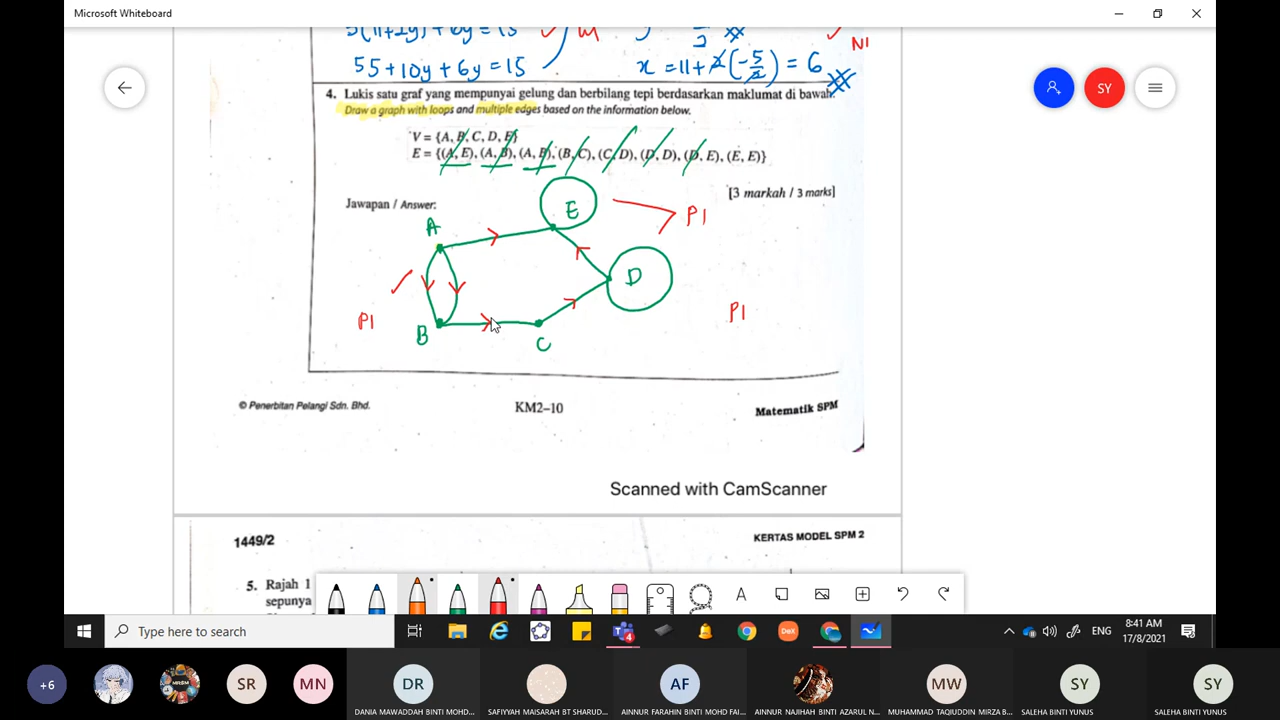 Microsoft Whiteboard
5(11+2y) + 6y = 15
M
N1
55 + 10y + 6y = 15
x = 11 + 2(-5/2) = 6
4. Lukis satu graf yang mempunyai gelung dan berbilang tepi berdasarkan maklumat di bawah.
Draw a graph with loops and multiple edges based on the information below.
V = {A, B, C, D, E}
E = {(A, E), (A, B), (A, B), (B, C), (C, D), (D, D), (D, E), (E, E)}
[3 markah / 3 marks]
Jawapan / Answer:
E
P1
A
D
P1
P1
B
C
© Penerbitan Pelangi Sdn. Bhd.
KM2–10
Matematik SPM
Scanned with CamScanner
1449/2
KERTAS MODEL SPM 2
5. Rajah 1
sepunya
SY
A
Type here to search
DeX
ENG
8:41 AM
17/8/2021
+6
SR
MN
DR
AF
MW
SY
SY
DANIA MAWADDAH BINTI MOHD...
SAFIYYAH MAISARAH BT SHARUD...
AINNUR FARAHIN BINTI MOHD FAI...
AINNUR NAJIHAH BINTI AZARUL N...
MUHAMMAD TAQIUDDIN MIRZA B...
SALEHA BINTI YUNUS
SALEHA BINTI YUNUS